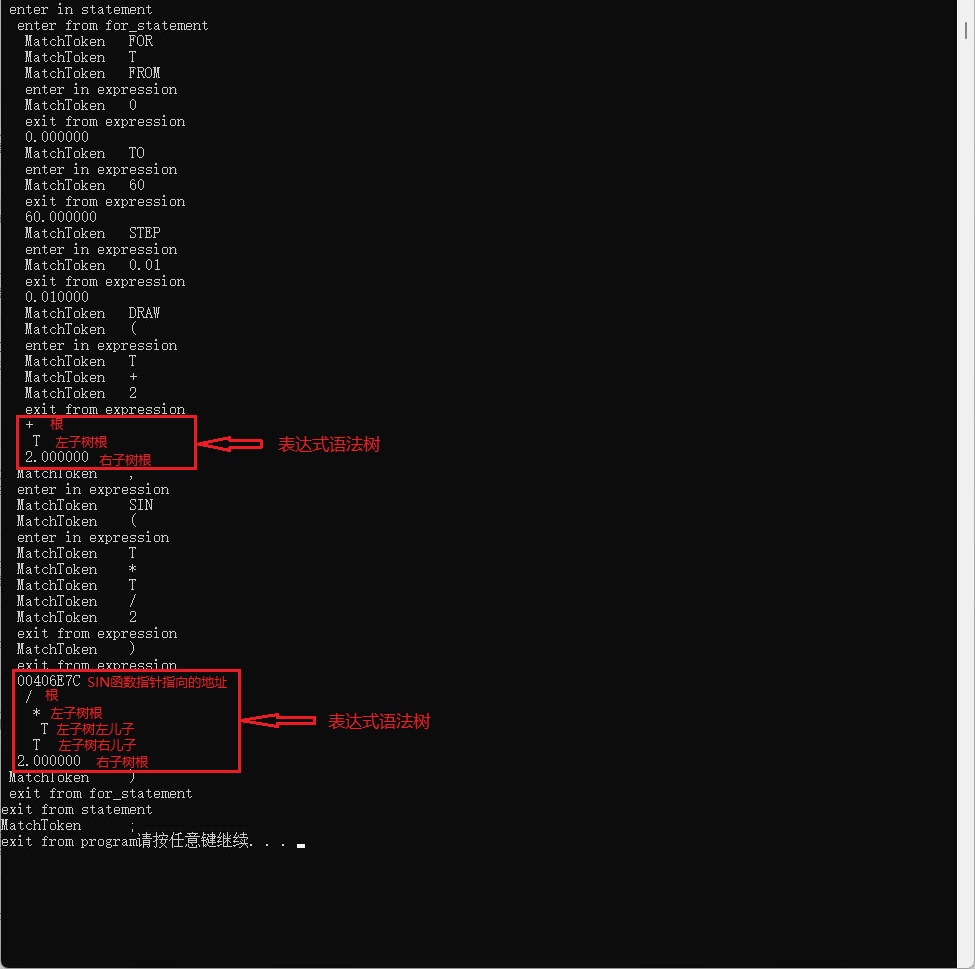 enter in statement
enter from for_statement
MatchToken FOR
MatchToken T
MatchToken FROM
enter in expression
MatchToken 0
exit from expression
0.000000
MatchToken TO
enter in expression
MatchToken 60
exit from expression
60.000000
MatchToken STEP
enter in expression
MatchToken 0.01
exit from expression
0.010000
MatchToken DRAW
MatchToken (
enter in expression
MatchToken T
MatchToken +
MatchToken 2
exit from expression
+ 根
T 左子树根 表达式语法树
2.000000 右子树根
MatchToken ,
enter in expression
MatchToken SIN
MatchToken (
enter in expression
MatchToken T
MatchToken *
MatchToken T
MatchToken /
MatchToken 2
exit from expression
MatchToken )
exit from expression
00406E7C SIN函数指针指向的地址
/ 根
* 左子树根 表达式语法树
T 左子树左儿子
T 左子树右儿子
2.000000 右子树根
MatchToken )
exit from for_statement
exit from statement
MatchToken ;
exit from program请按任意键继续. . .